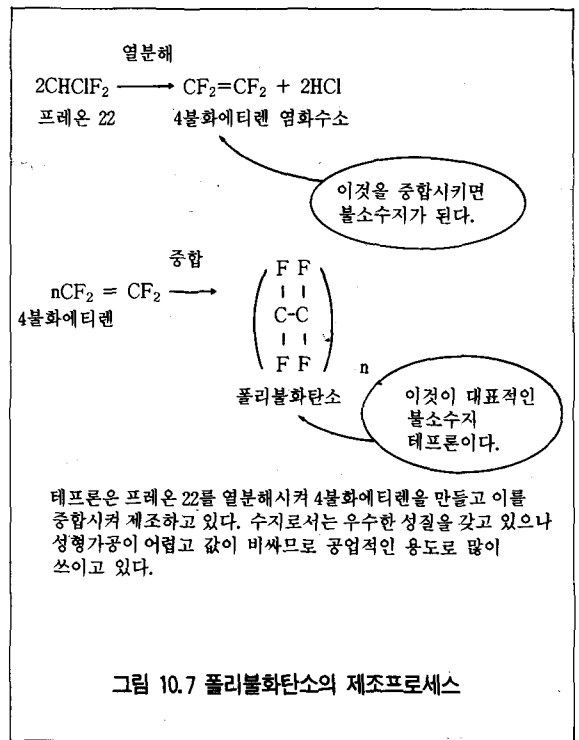 열분해
2CHClF₂ ⟶ CF₂=CF₂ + 2HCl
프레온 22 4불화에티렌 염화수소
이것을 중합시키면
불소수지가 된다.
중합
nCF₂ = CF₂ ⟶
4불화에티렌
F F
C-C
F F
n
폴리불화탄소
이것이 대표적인
불소수지
테프론이다.
테프론은 프레온 22를 열분해시켜 4불화에티렌을 만들고 이를
중합시켜 제조하고 있다. 수지로서는 우수한 성질을 갖고 있으나
성형가공이 어렵고 값이 비싸므로 공업적인 용도로 많이
쓰이고 있다.
그림 10.7 폴리불화탄소의 제조프로세스